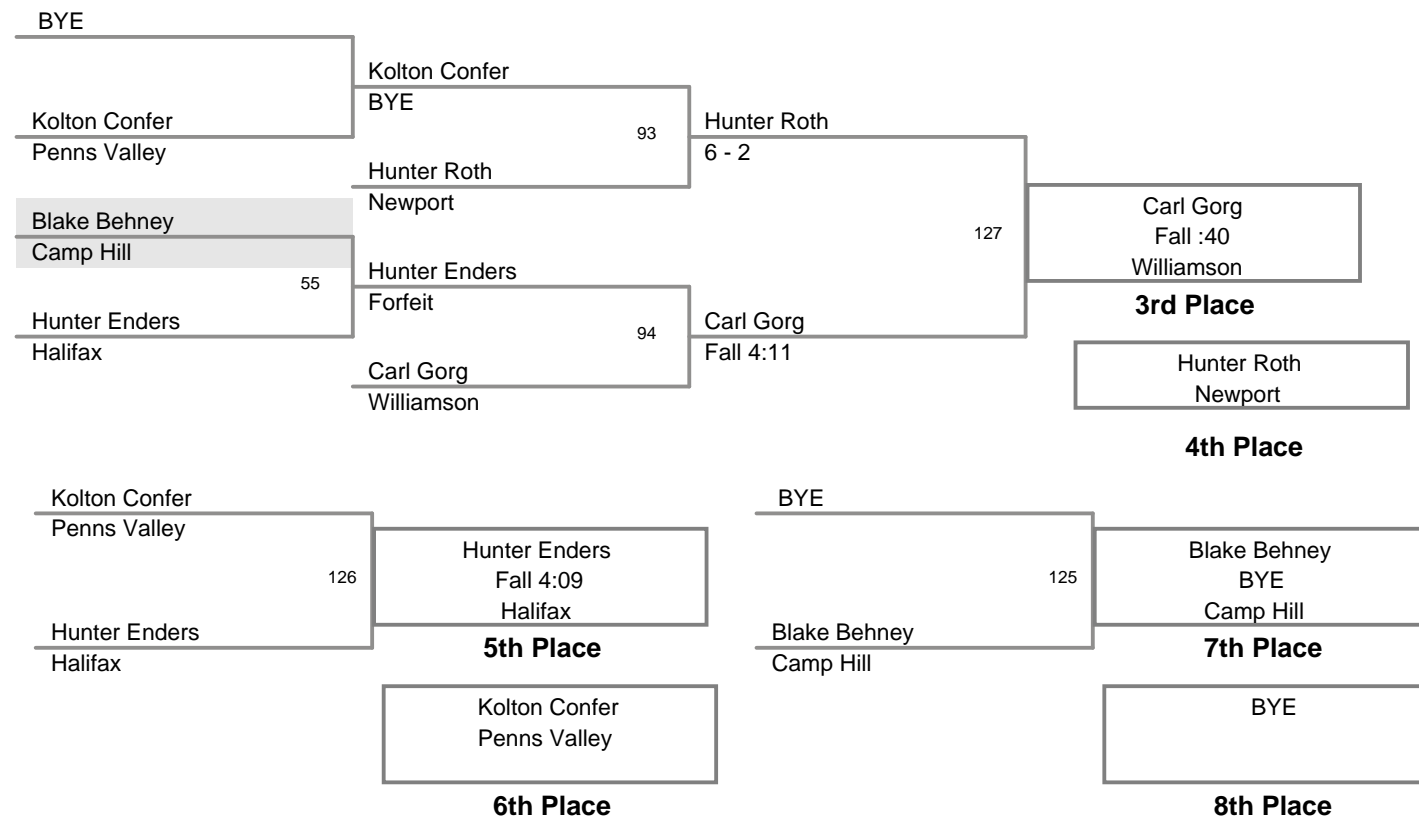 BYE
Kolton Confer
BYE
Kolton Confer
Penns Valley
93
Hunter Roth
6 - 2
Hunter Roth
Newport
Blake Behney
Camp Hill
127
Carl Gorg
Fall :40
Williamson
3rd Place
55
Hunter Enders
Forfeit
Hunter Enders
Halifax
94
Carl Gorg
Fall 4:11
Carl Gorg
Williamson
Hunter Roth
Newport
4th Place
Kolton Confer
Penns Valley
126
Hunter Enders
Fall 4:09
Halifax
5th Place
Hunter Enders
Halifax
Kolton Confer
Penns Valley
6th Place
BYE
125
Blake Behney
BYE
Camp Hill
7th Place
Blake Behney
Camp Hill
BYE
8th Place